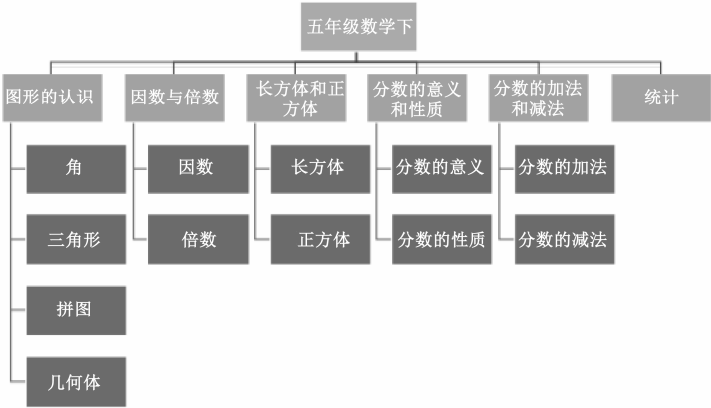 五年级数学下
图形的认识
因数与倍数
长方体和正
方体
分数的意义
和性质
分数的加法
和减法
统计
角
因数
长方体
分数的意义
分数的加法
三角形
倍数
正方体
分数的性质
分数的减法
拼图
几何体